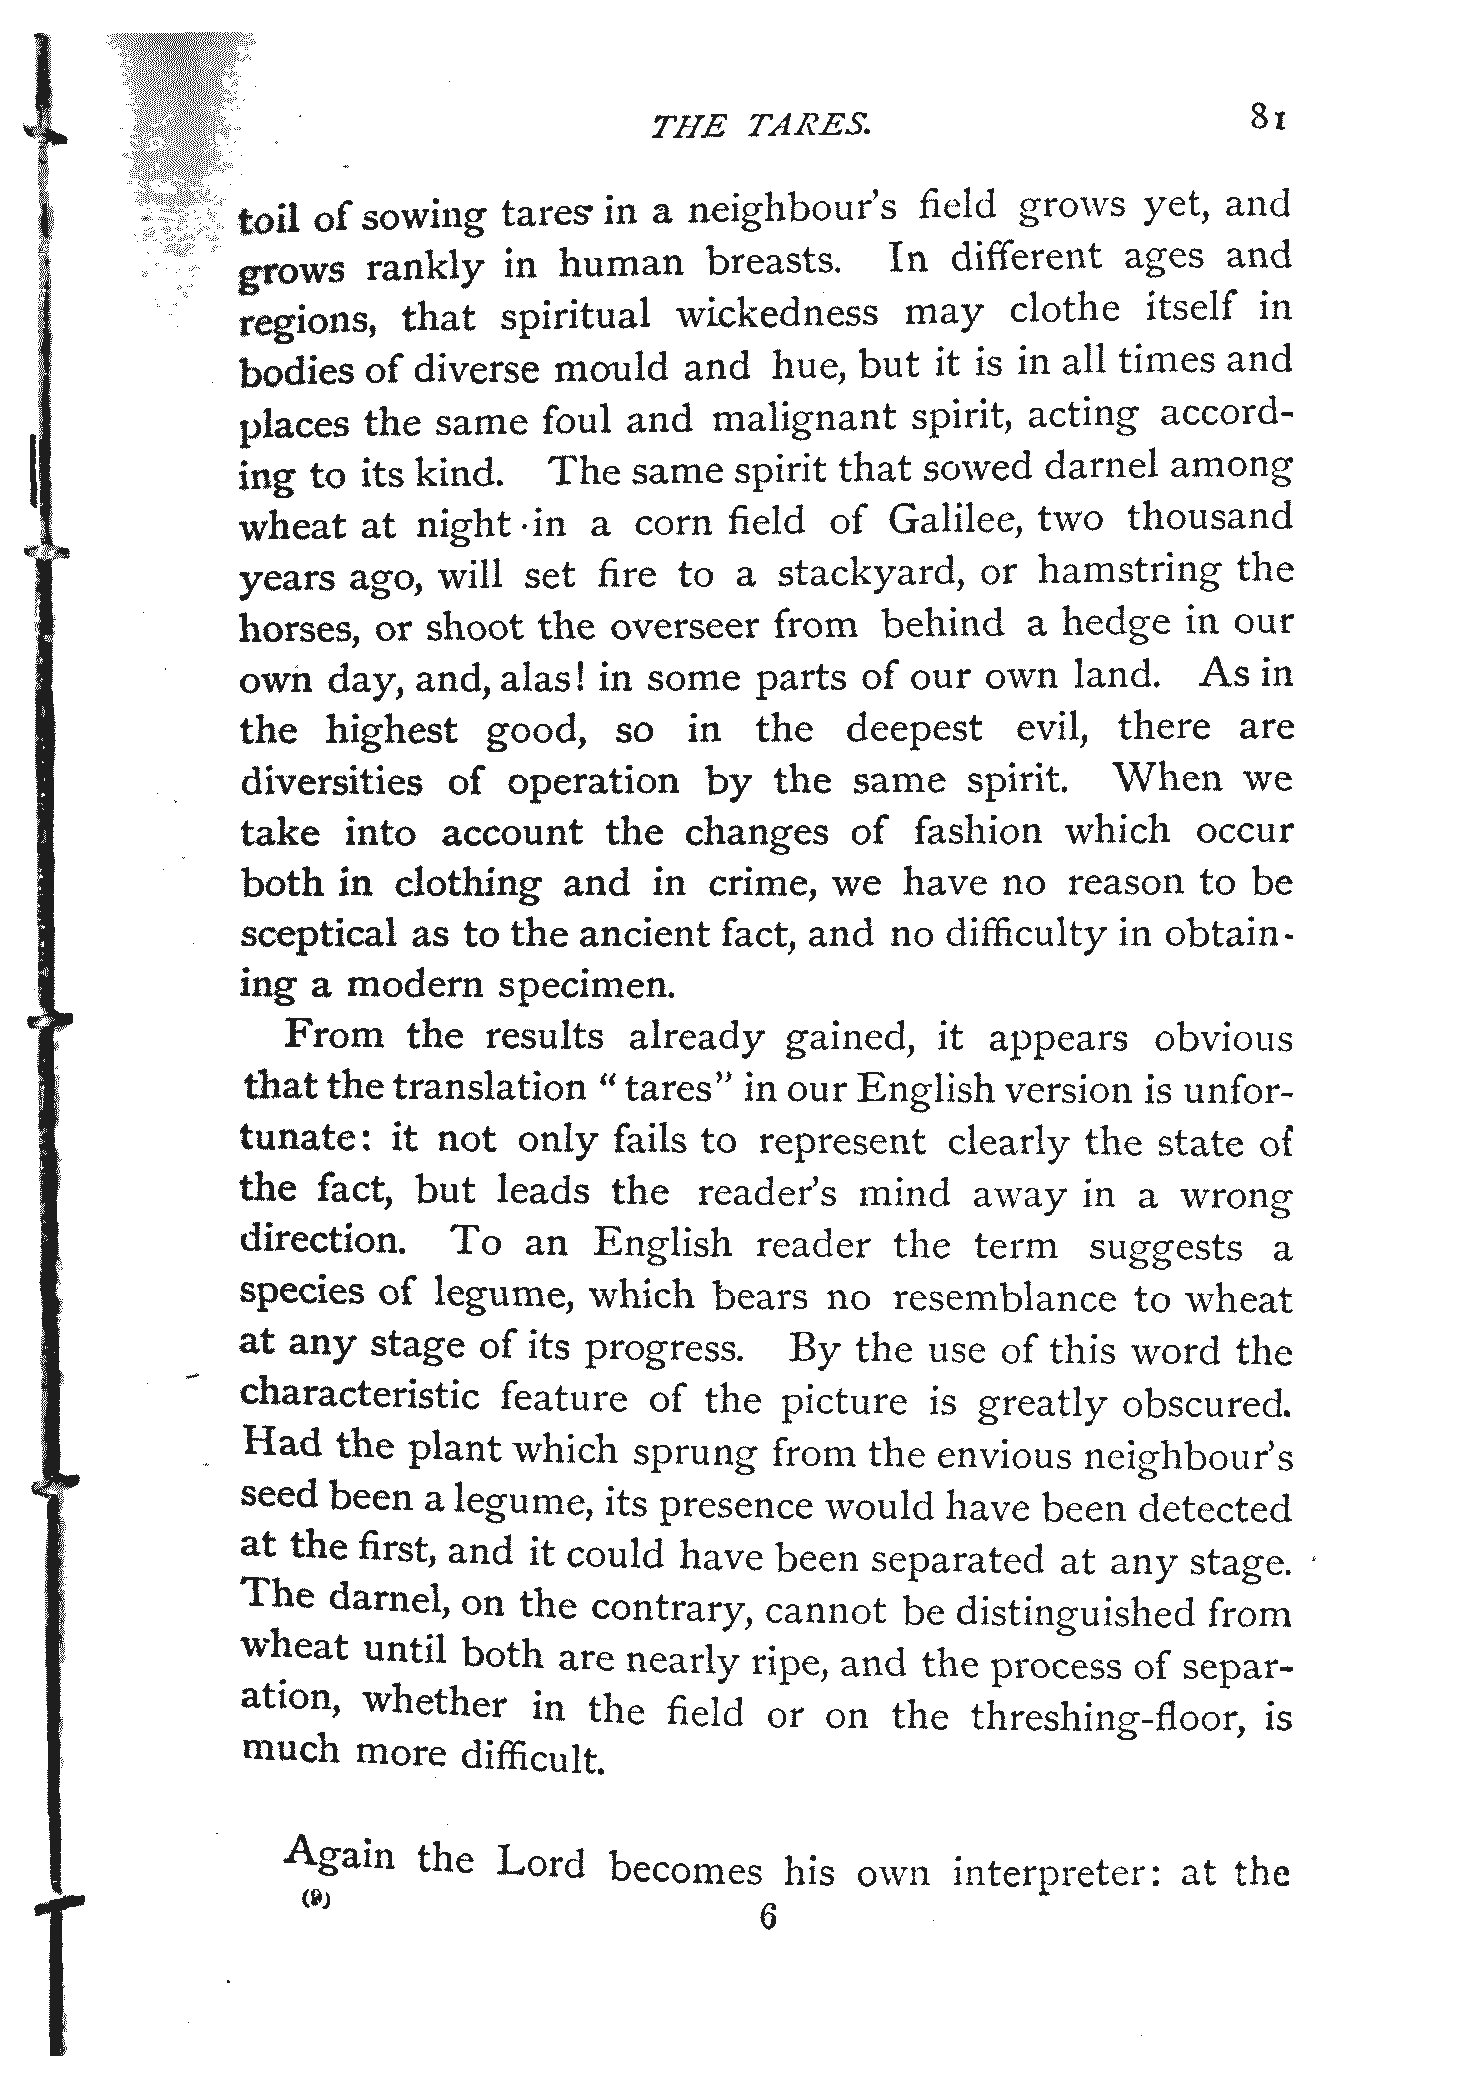 THE TARES. 81
toil of sowing tares in a neighbour's field grows yet, and
grows rankly in human breasts. In different ages and
regions, that spiritual wickedness may clothe itself in
bodies of diverse mould and hue, but it is in all times and
places the same foul and malignant spirit, acting accord-
ing to its kind. The same spirit that sowed darnel among
wheat at night in a corn field of Galilee, two thousand
years ago, will set fire to a stackyard, or hamstring the
horses, or shoot the overseer from behind a hedge in our
own day, and, alas! in some parts of our own land. As in
the highest good, so in the deepest evil, there are
diversities of operation by the same spirit. When we
take into account the changes of fashion which occur
both in clothing and in crime, we have no reason to be
sceptical as to the ancient fact, and no difficulty in obtain-
ing a modern specimen.
From the results already gained, it appears obvious
that the translation "tares" in our English version is unfor-
tunate: it not only fails to represent clearly the state of
the fact, but leads the reader's mind away in a wrong
direction. To an English reader the term suggests a
species of legume, which bears no resemblance to wheat
at any stage of its progress. By the use of this word the
characteristic feature of the picture is greatly obscured.
Had the plant which sprung from the envious neighbour's
seed been a legume, its presence would have been detected
at the first, and it could have been separated at any stage.
The darnel, on the contrary, cannot be distinguished from
wheat until both are nearly ripe, and the process of separ-
ation, whether in the field or on the threshing-floor, is
much more difficult.
Again the Lord becomes his own interpreter: at the
(9) 6